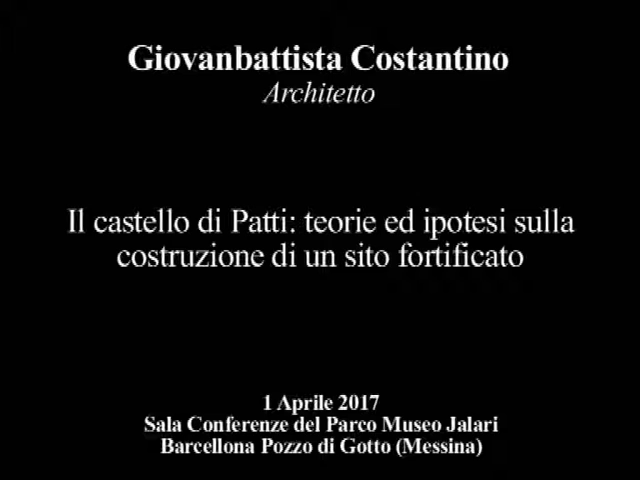 Giovanbattista Costantino
Architetto
Il castello di Patti: teorie ed ipotesi sulla
costruzione di un sito fortificato
1 Aprile 2017
Sala Conferenze del Parco Museo Jalari
Barcellona Pozzo di Gotto (Messina)